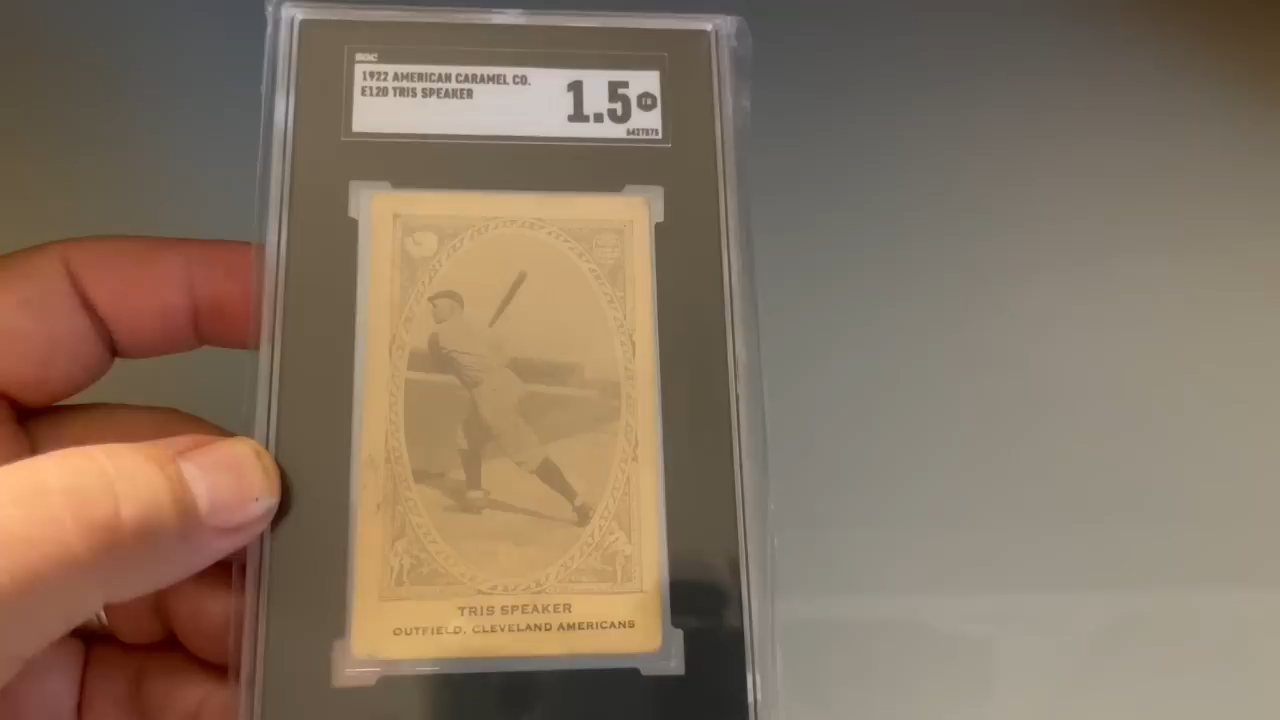 SGC
1922 AMERICAN CARAMEL CO.
E120 TRIS SPEAKER
1.5
TRIS SPEAKER
OUTFIELD, CLEVELAND AMERICANS